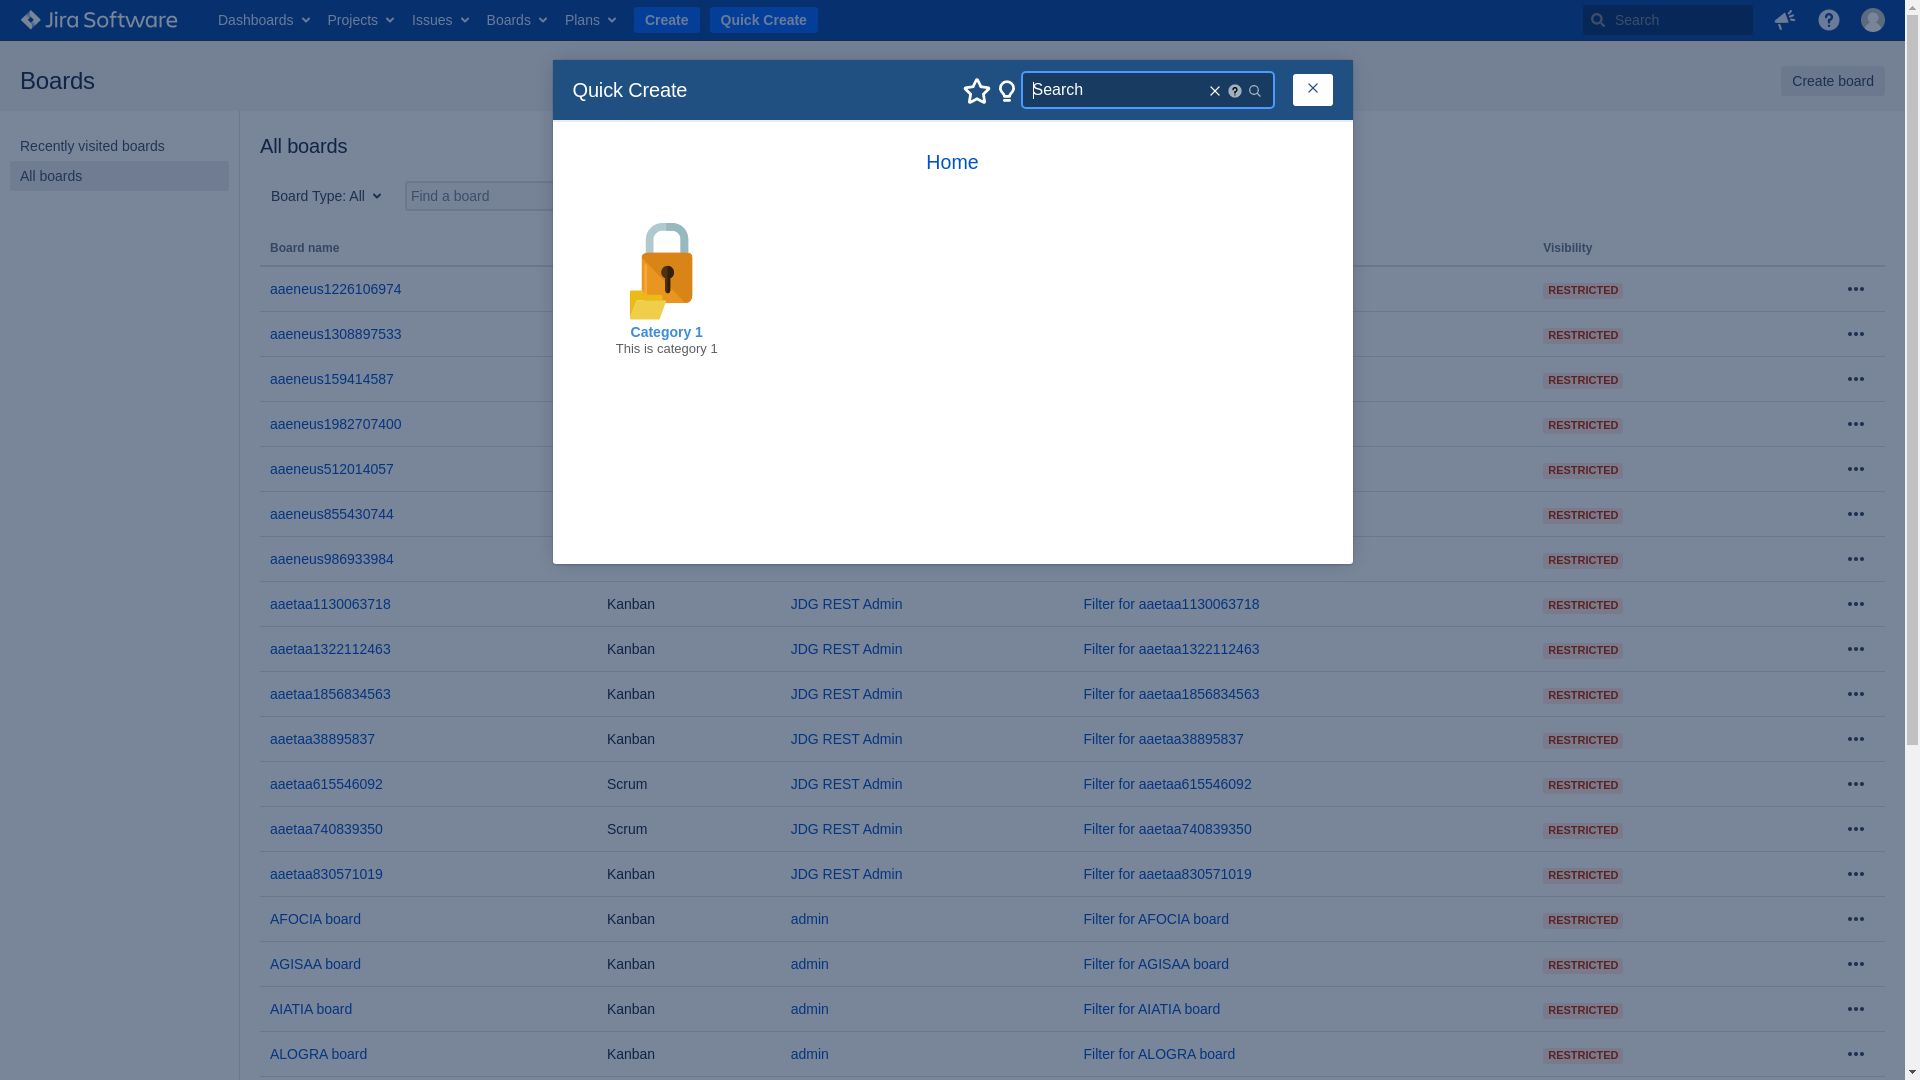 Jira Software Dashboards Projects Issues Boards Plans Create Quick Create Search
Boards Create board
Quick Create Search
Recently visited boards
All boards
All boards
Board Type: All Find a board
Home
Category 1
This is category 1
Board name Visibility
aaeneus1226106974 RESTRICTED
aaeneus1308897533 RESTRICTED
aaeneus159414587 RESTRICTED
aaeneus1982707400 RESTRICTED
aaeneus512014057 RESTRICTED
aaeneus855430744 RESTRICTED
aaeneus986933984 RESTRICTED
aaetaa1130063718 Kanban JDG REST Admin Filter for aaetaa1130063718 RESTRICTED
aaetaa1322112463 Kanban JDG REST Admin Filter for aaetaa1322112463 RESTRICTED
aaetaa1856834563 Kanban JDG REST Admin Filter for aaetaa1856834563 RESTRICTED
aaetaa38895837 Kanban JDG REST Admin Filter for aaetaa38895837 RESTRICTED
aaetaa615546092 Scrum JDG REST Admin Filter for aaetaa615546092 RESTRICTED
aaetaa740839350 Scrum JDG REST Admin Filter for aaetaa740839350 RESTRICTED
aaetaa830571019 Kanban JDG REST Admin Filter for aaetaa830571019 RESTRICTED
AFOCIA board Kanban admin Filter for AFOCIA board RESTRICTED
AGISAA board Kanban admin Filter for AGISAA board RESTRICTED
AIATIA board Kanban admin Filter for AIATIA board RESTRICTED
ALOGRA board Kanban admin Filter for ALOGRA board RESTRICTED